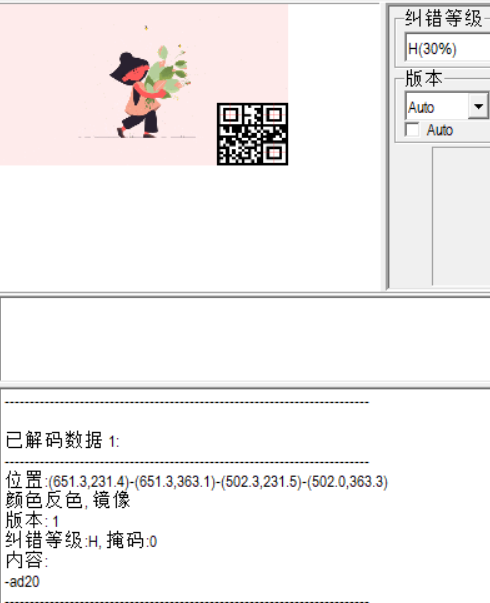 纠错等级
H(30%)
版本
Auto
Auto
已解码数据 1:
位置:(651.3,231.4)-(651.3,363.1)-(502.3,231.5)-(502.0,363.3)
颜色反色, 镜像
版本: 1
纠错等级:H, 掩码:0
内容:
-ad20